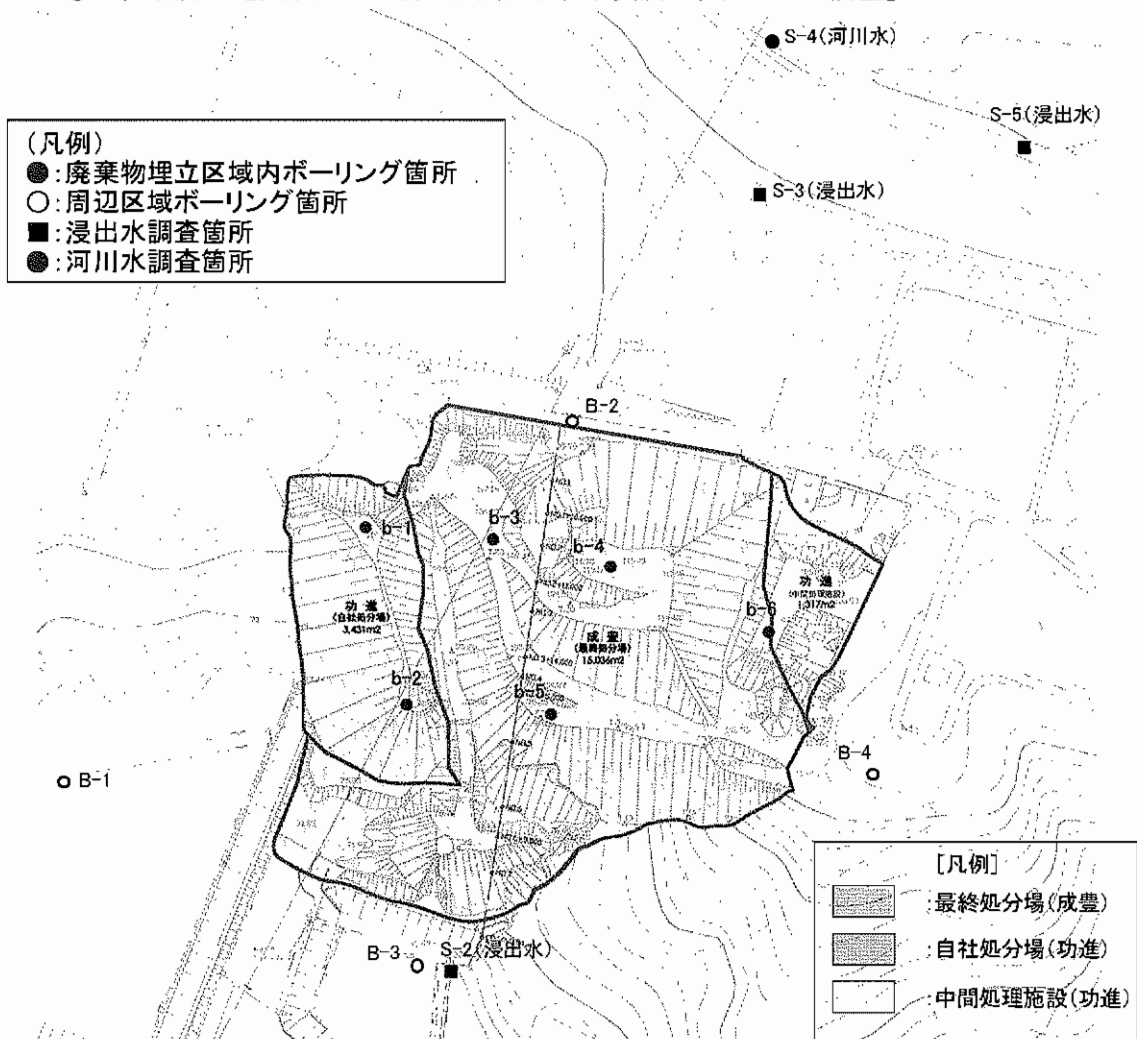 S-4(河川水)
S-5(浸出水)
S-3(浸出水)
(凡例)
●:廃棄物埋立区域内ボーリング箇所
○:周辺区域ボーリング箇所
■:浸出水調査箇所
●:河川水調査箇所
B-2
b-1
b-3
b-4
功進
(自社処分場)
3,431m2
功進
(中間処理施設)
1,317m2
b-6
成豊
(最終処分場)
15,036m2
b-2
b-5
B-1
B-4
B-3
S-2(浸出水)
[凡例]
:最終処分場(成豊)
:自社処分場(功進)
:中間処理施設(功進)